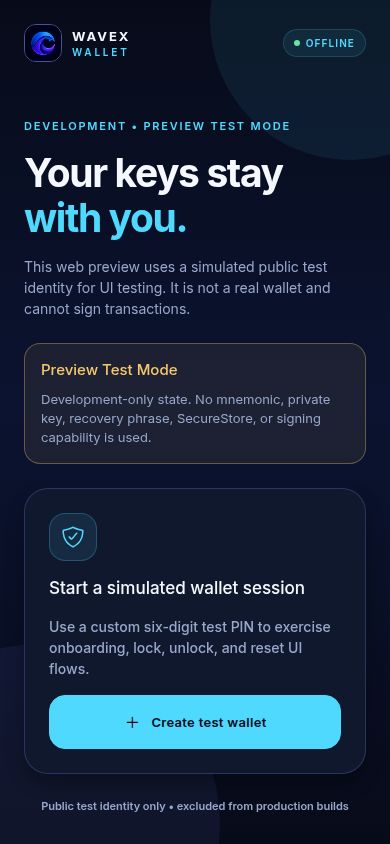 WAVEX
WALLET
OFFLINE
DEVELOPMENT • PREVIEW TEST MODE
Your keys stay
with you.
This web preview uses a simulated public test
identity for UI testing. It is not a real wallet and
cannot sign transactions.
Preview Test Mode
Development-only state. No mnemonic, private
key, recovery phrase, SecureStore, or signing
capability is used.
Start a simulated wallet session
Use a custom six-digit test PIN to exercise
onboarding, lock, unlock, and reset UI
flows.
Create test wallet
Public test identity only • excluded from production builds